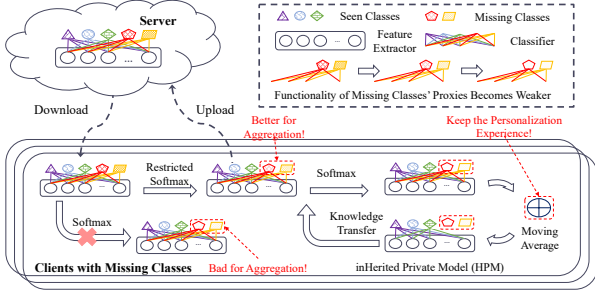 Server
Seen Classes
Missing Classes
...
Feature
Extractor
Classifier
...
Functionality of Missing Classes' Proxies Becomes Weaker
Download
Upload
Better for
Aggregation!
Keep the Personalization
Experience!
Restricted
Softmax
Softmax
...
...
...
Softmax
Knowledge
Transfer
Moving
Average
...
...
Clients with Missing Classes
Bad for Aggregation!
inHerited Private Model (HPM)